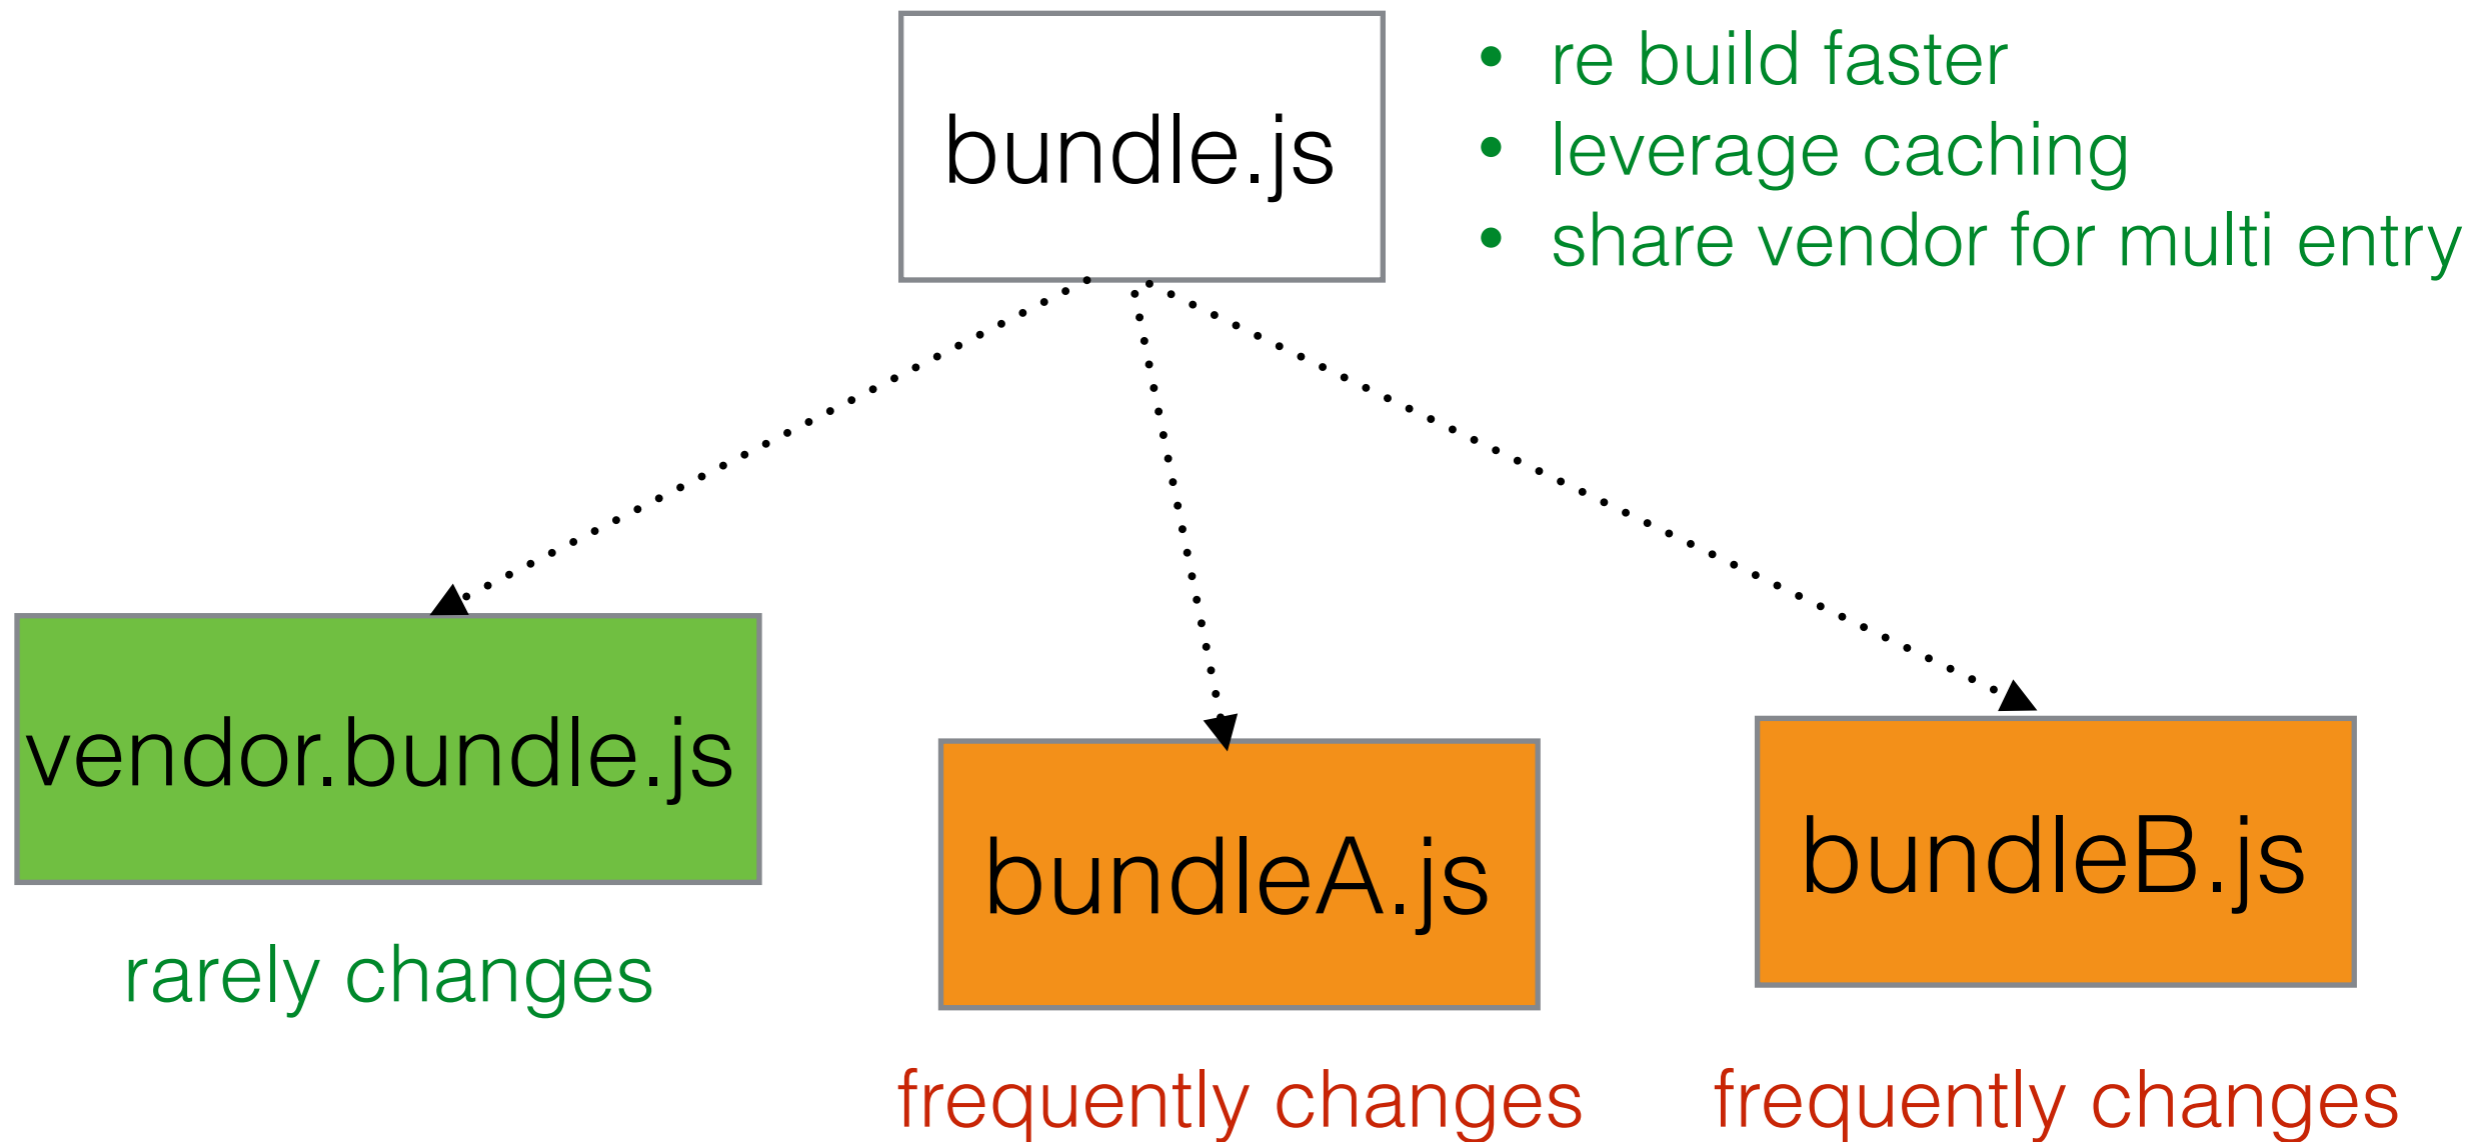 bundle.js
• re build faster
• leverage caching
• share vendor for multi entry
vendor.bundle.js
rarely changes
bundleA.js
frequently changes
bundleB.js
frequently changes